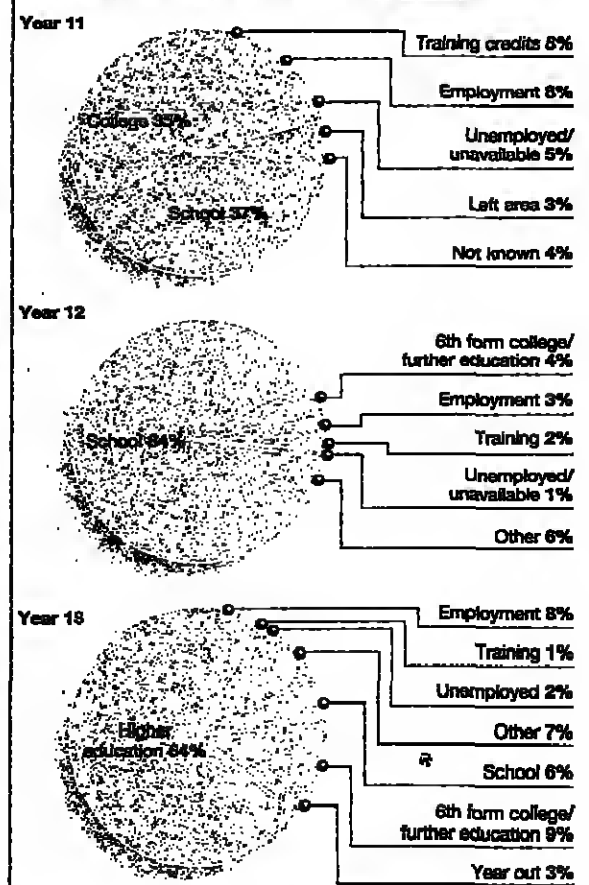 Year 11
Training credits 8%
Employment 8%
College 35%
Unemployed/
unavailable 5%
School 37%
Left area 3%
Not known 4%
Year 12
6th form college/
further education 4%
Employment 3%
School 84%
Training 2%
Unemployed/
unavailable 1%
Other 6%
Year 13
Employment 8%
Training 1%
Unemployed 2%
Higher
education 64%
Other 7%
School 6%
6th form college/
further education 9%
Year out 3%